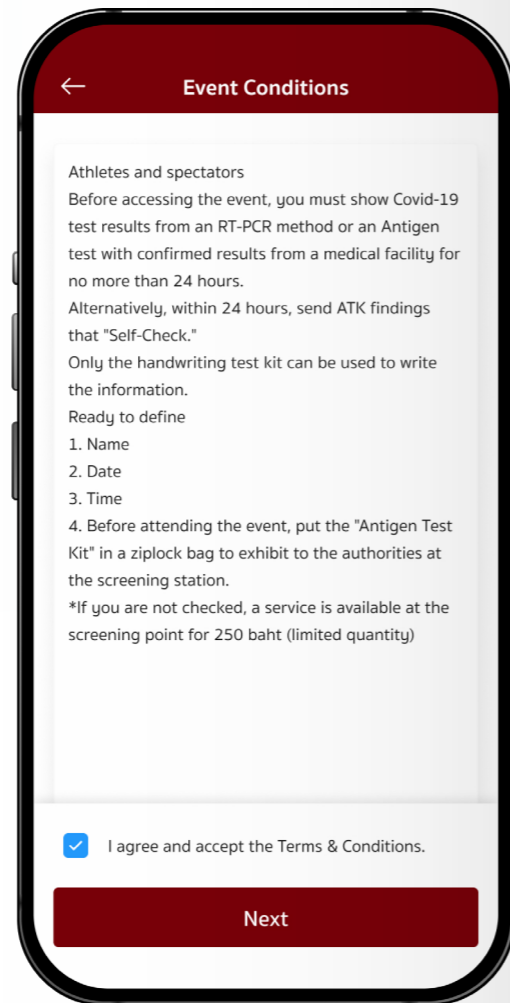 Event Conditions
Athletes and spectators
Before accessing the event, you must show Covid-19
test results from an RT-PCR method or an Antigen
test with confirmed results from a medical facility for
no more than 24 hours.
Alternatively, within 24 hours, send ATK findings
that "Self-Check."
Only the handwriting test kit can be used to write
the information.
Ready to define
1. Name
2. Date
3. Time
4. Before attending the event, put the "Antigen Test
Kit" in a ziplock bag to exhibit to the authorities at
the screening station.
*If you are not checked, a service is available at the
screening point for 250 baht (limited quantity)
I agree and accept the Terms & Conditions.
Next